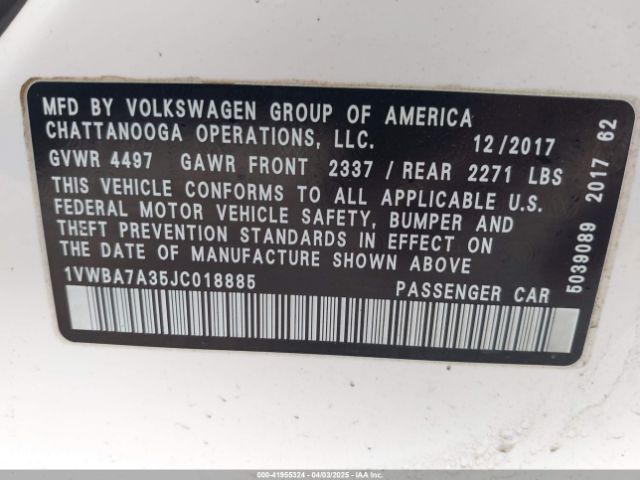 MFD BY VOLKSWAGEN GROUP OF AMERICA
CHATTANOOGA OPERATIONS, LLC. 12/2017
GVWR 4497 GAWR FRONT 2337 / REAR 2271 LBS
THIS VEHICLE CONFORMS TO ALL APPLICABLE U.S.
FEDERAL MOTOR VEHICLE SAFETY, BUMPER AND
THEFT PREVENTION STANDARDS IN EFFECT ON
THE DATE OF MANUFACTURE SHOWN ABOVE.
1VWBA7A35JC018885 PASSENGER CAR
5039089 2017 62
000-41955324 - 04/03/2025 - IAAI